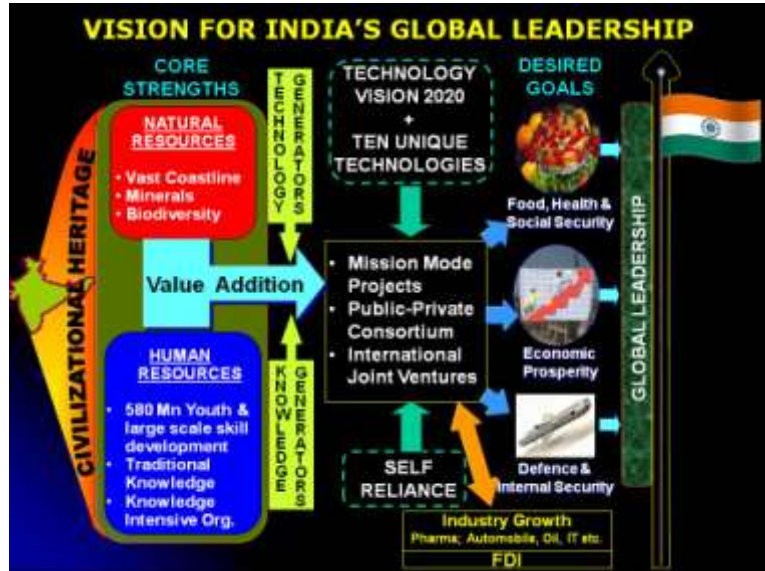 VISION FOR INDIA'S GLOBAL LEADERSHIP
CORE
STRENGTHS
CIVILIZATIONAL HERITAGE
NATURAL
RESOURCES
• Vast Coastline
• Minerals
• Biodiversity
Value Addition
HUMAN
RESOURCES
• 580 Mn Youth &
large scale skill
development
• Traditional
Knowledge
• Knowledge
Intensive Org.
TECHNOLOGY
GENERATORS
KNOWLEDGE
GENERATORS
TECHNOLOGY
VISION 2020
+
TEN UNIQUE
TECHNOLOGIES
• Mission Mode
Projects
• Public-Private
Consortium
• International
Joint Ventures
SELF
RELIANCE
Industry Growth
Pharma; Automobile, Oil, IT etc.
FDI
DESIRED
GOALS
Food, Health &
Social Security
Economic
Prosperity
Defence &
Internal Security
GLOBAL LEADERSHIP